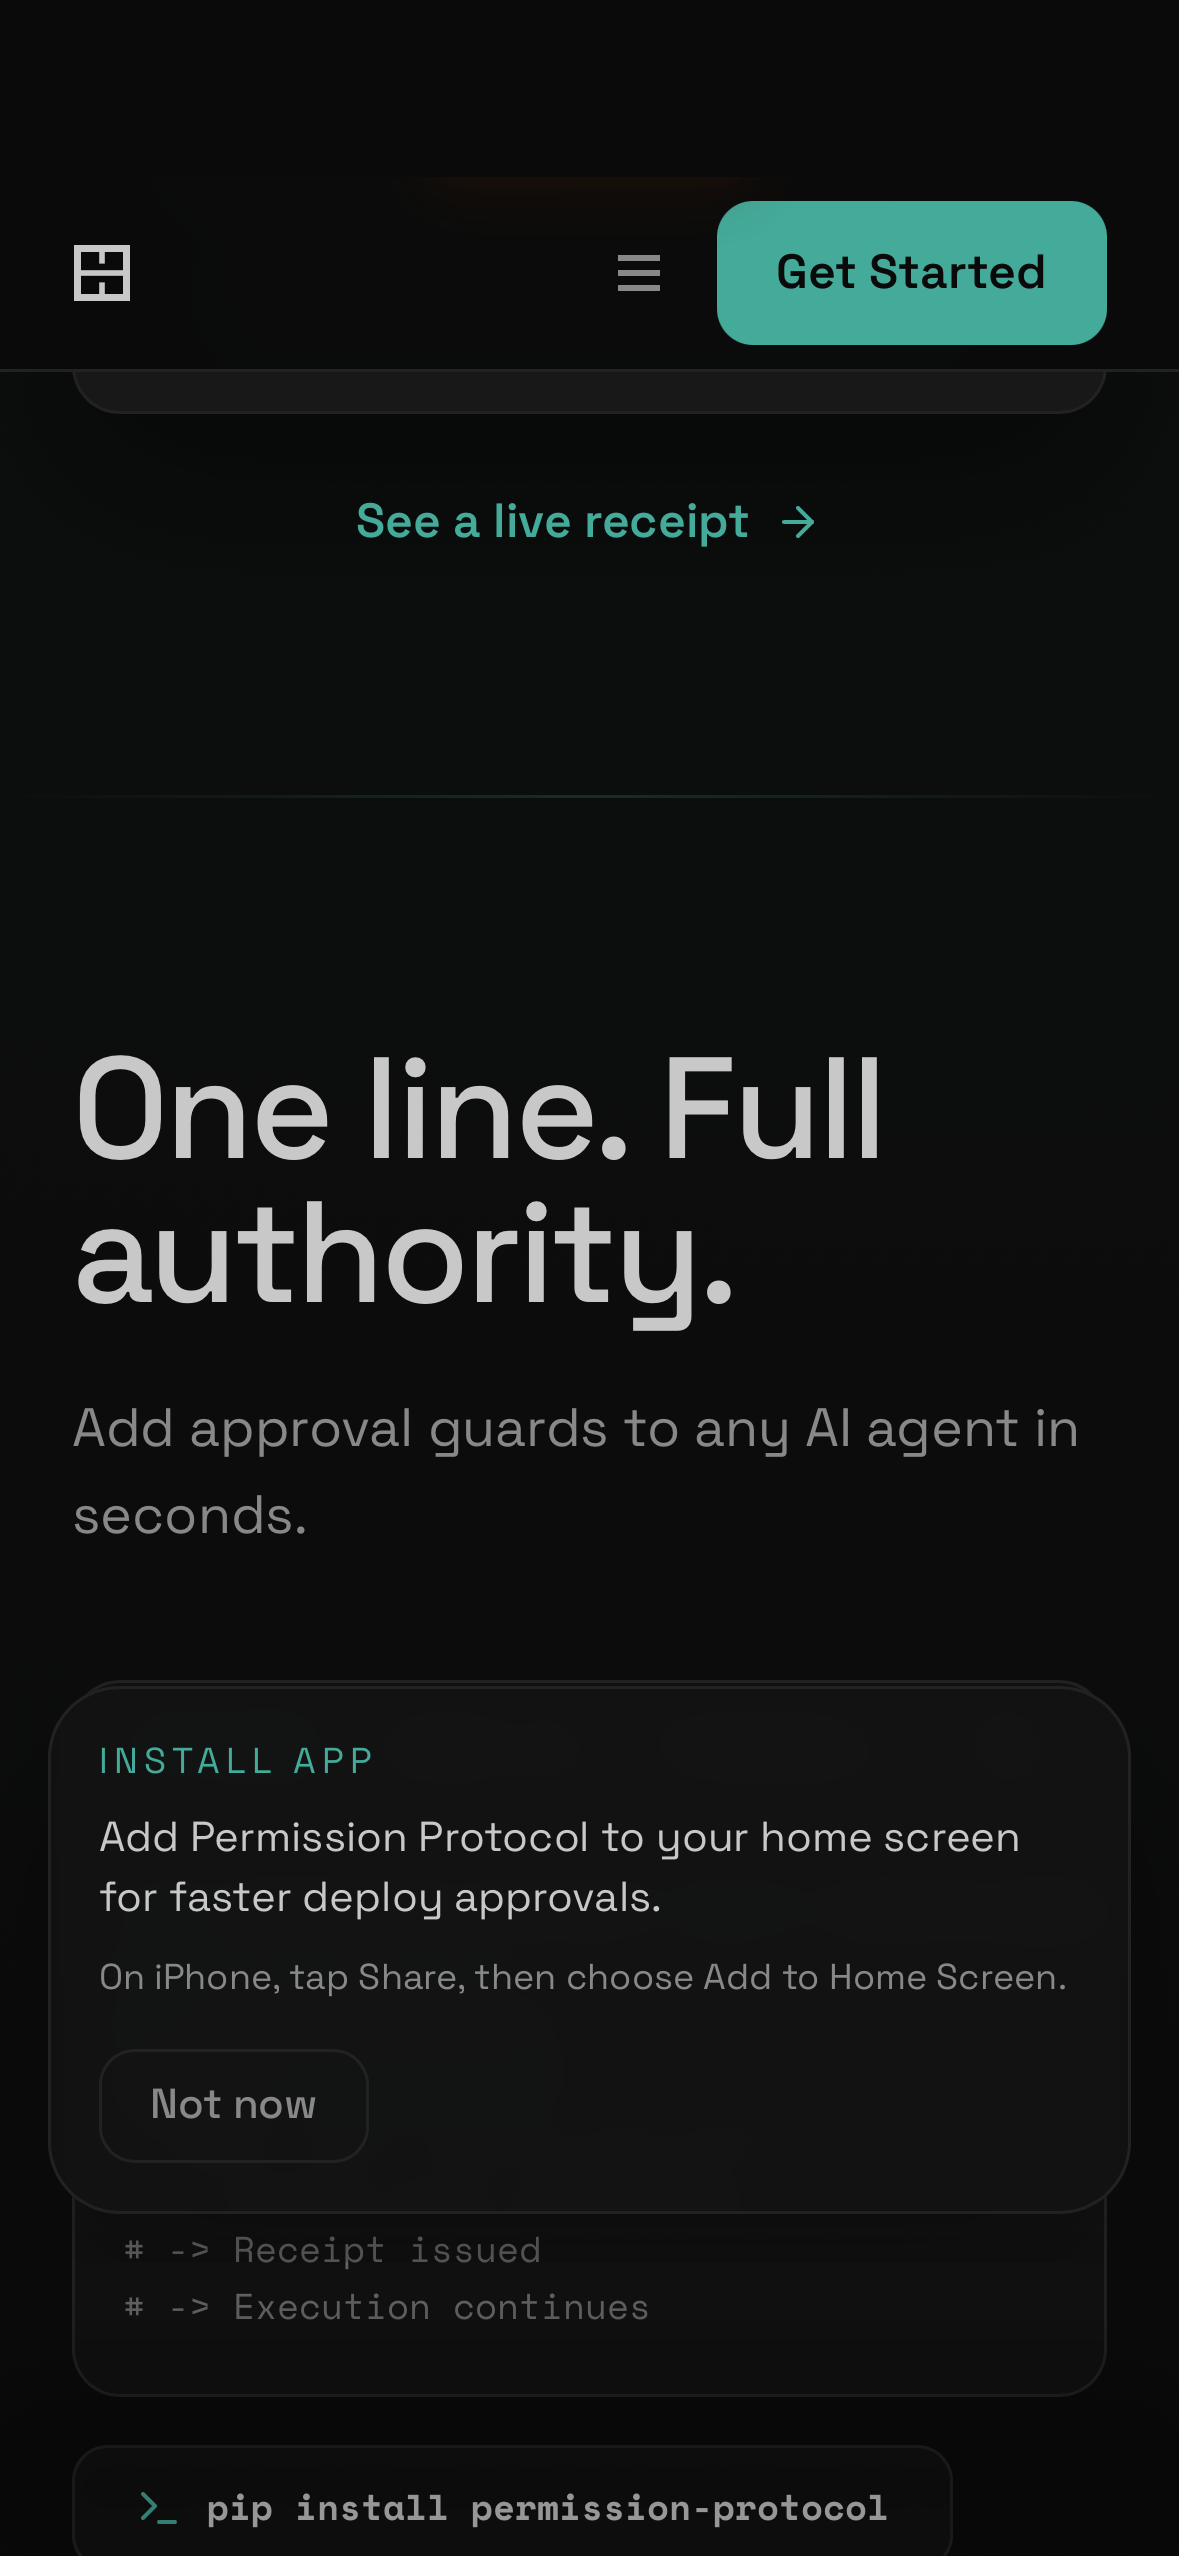 Get Started
See a live receipt →
One line. Full
authority.
Add approval guards to any AI agent in
seconds.
INSTALL APP
Add Permission Protocol to your home screen
for faster deploy approvals.
On iPhone, tap Share, then choose Add to Home Screen.
Not now
# -> Receipt issued
# -> Execution continues
>_ pip install permission-protocol